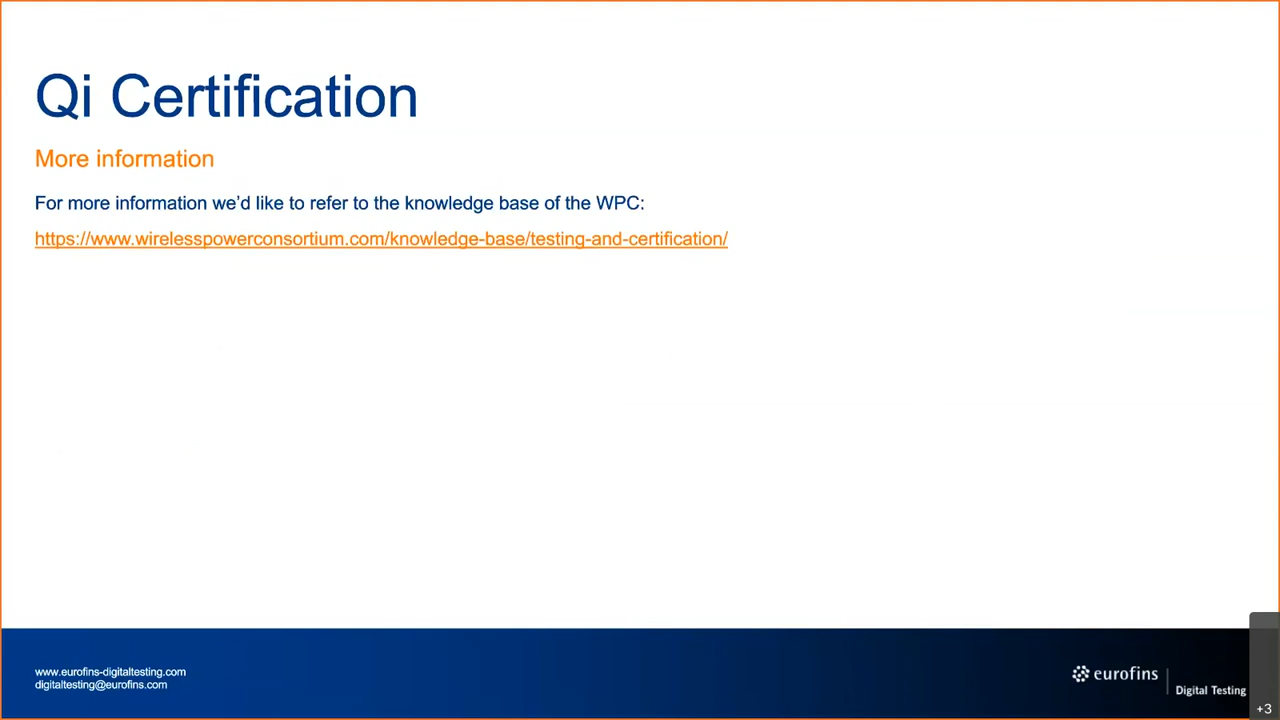 Qi Certification
More information
For more information we’d like to refer to the knowledge base of the WPC:
https://www.wirelesspowerconsortium.com/knowledge-base/testing-and-certification/
www.eurofins-digitaltesting.com
digitaltesting@eurofins.com
eurofins
Digital Testing
+3